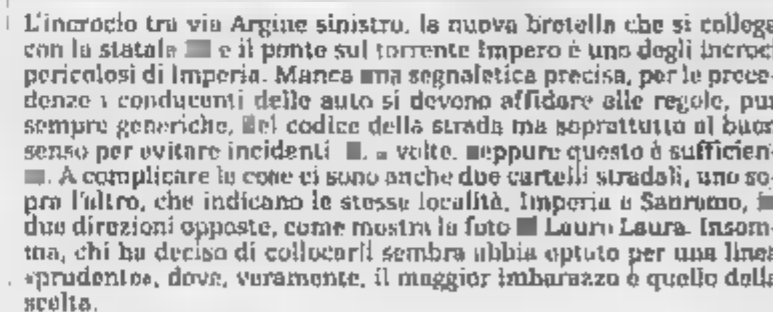 L'incrocio tra via Argine sinistro, la nuova bretella che si collega
con la statale e il ponte sul torrente Impero è uno degli incroci
pericolosi di Imperia. Manca una segnaletica precisa, per le prece-
denze i conducenti delle auto si devono affidare alle regole, pur
sempre generiche, del codice della strada ma soprattutto al buon
senso per evitare incidenti a volte, neppure questo è sufficien-
A complicare le cose ci sono anche due cartelli stradali, uno so-
pra l'altro, che indicano le stesse località, Imperia e Sanremo,
due direzioni opposte, come mostra la foto Lauro Laura. Insom-
ma, chi ha deciso di collocarli sembra abbia optato per una linea
«prudente», dove, veramente, il maggior imbarazzo è quello della
scelta.